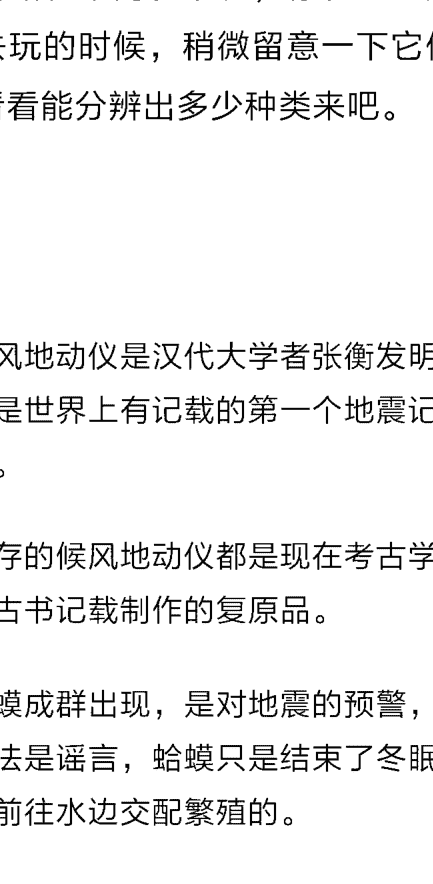 去玩的时候，稍微留意一下它
看看能分辨出多少种类来吧。
风地动仪是汉代大学者张衡发明
是世界上有记载的第一个地震记
。
存的候风地动仪都是现在考古学
古书记载制作的复原品。
蟆成群出现，是对地震的预警，
法是谣言，蛤蟆只是结束了冬眠
前往水边交配繁殖的。